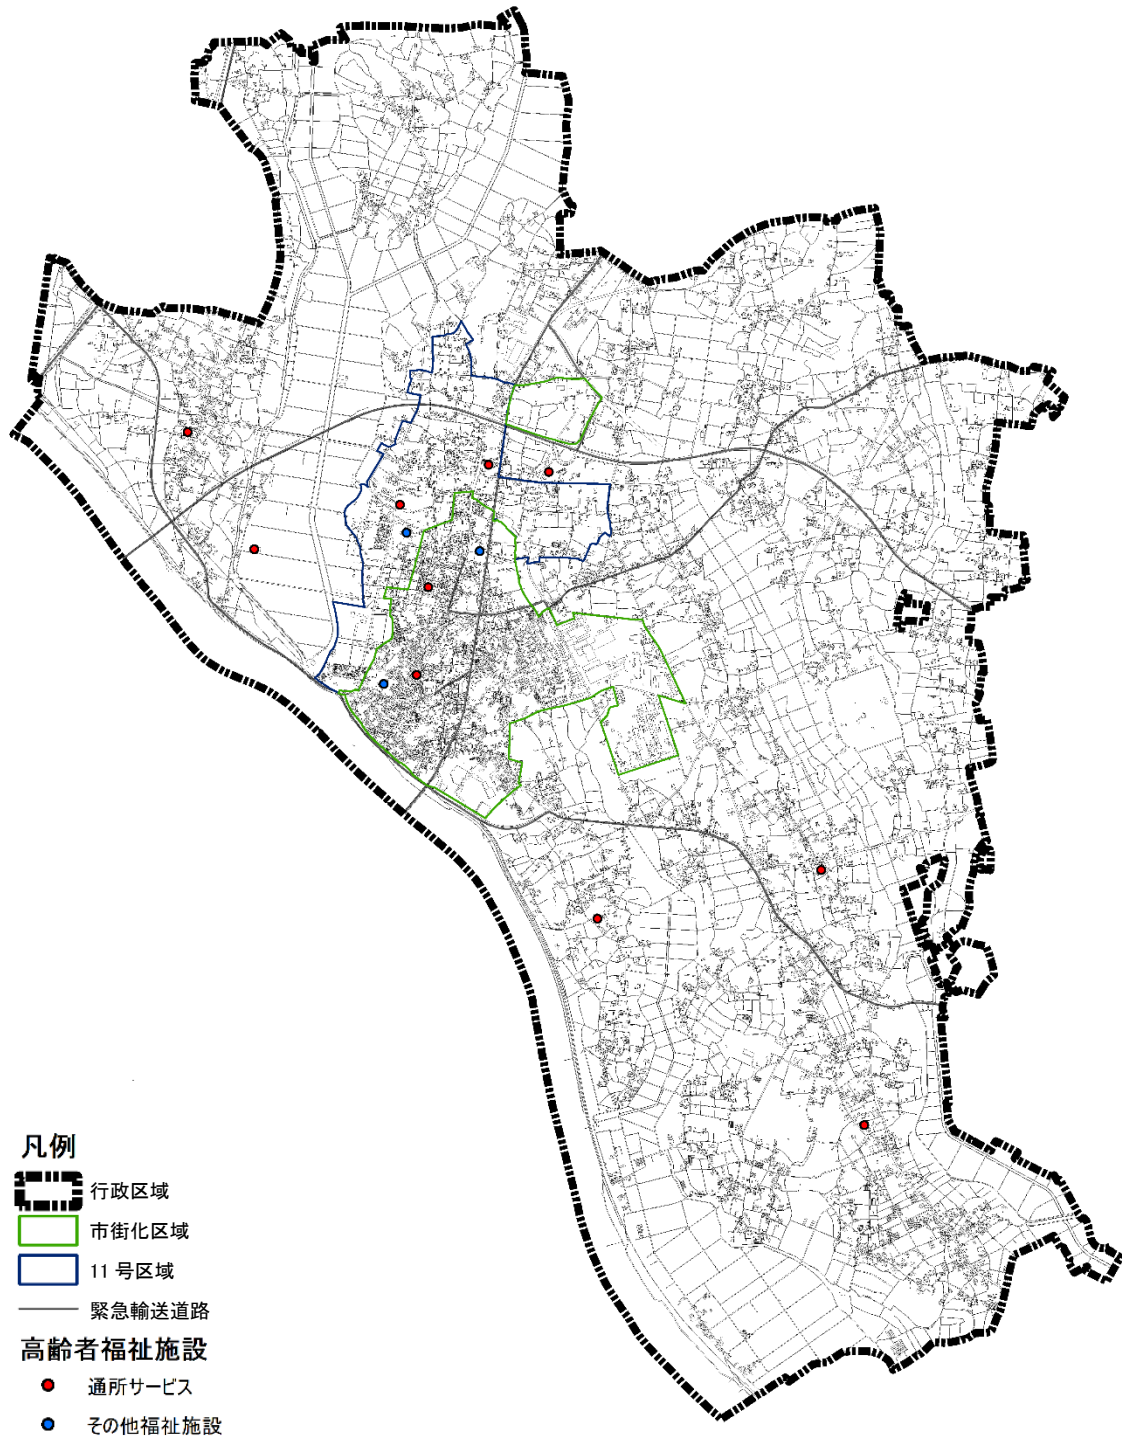 凡例
行政区域
市街化区域
11号区域
緊急輸送道路
高齢者福祉施設
通所サービス
その他福祉施設